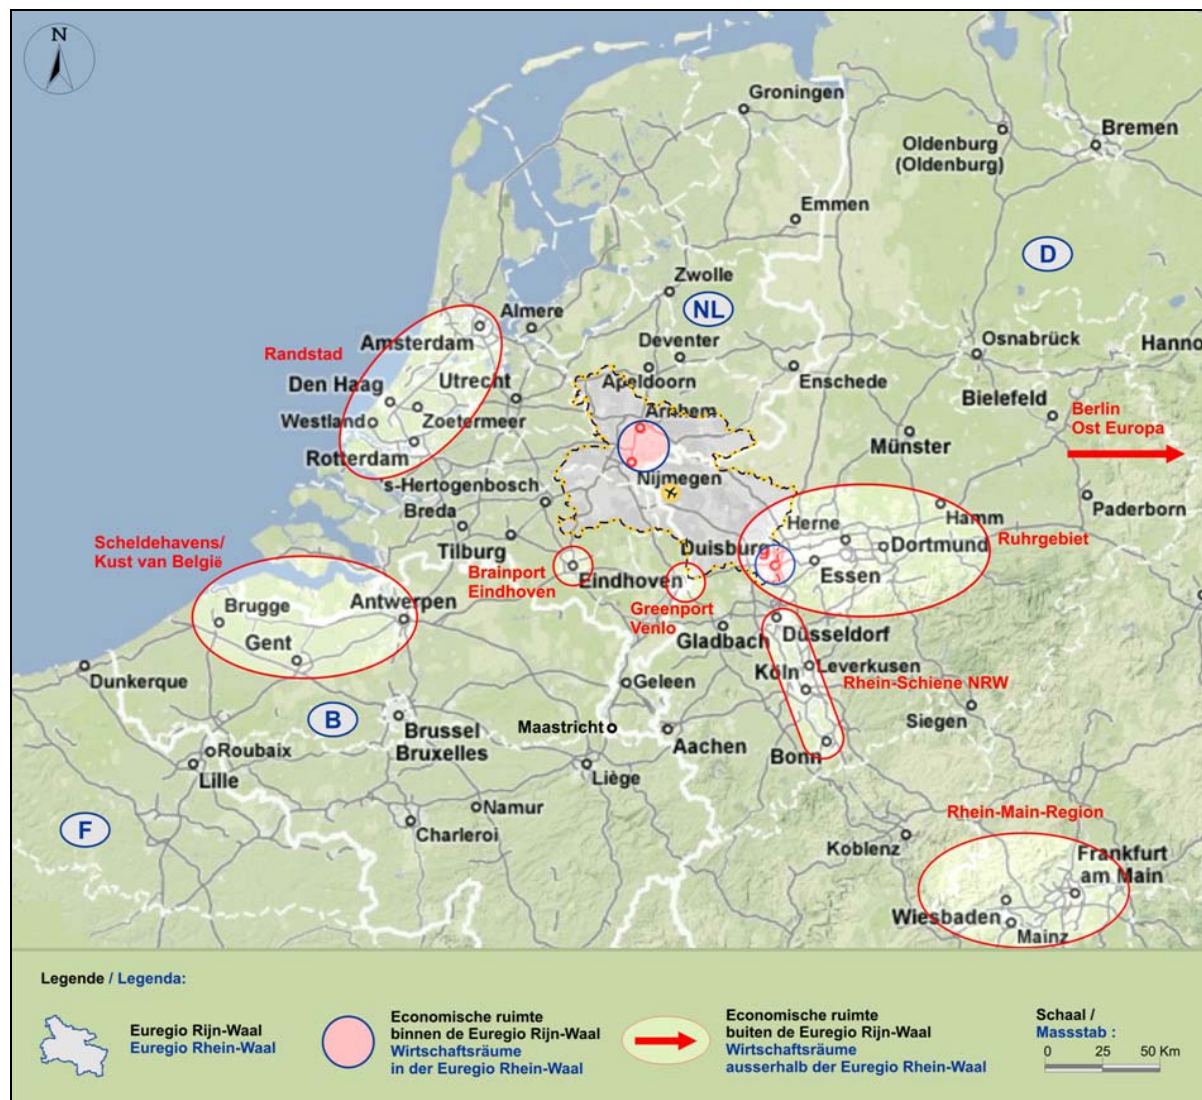 N
Groningen
Oldenburg
(Oldenburg)
Bremen
Emmen
D
Zwolle
NL
Almere
Amsterdam
Randstad
Deventer
Osnabrück
Hanno
Den Haag
Utrecht
Apeldoorn
Enschede
Westland
Zoetermeer
Arnhem
Bielefeld
Berlin
Ost Europa
Münster
Rotterdam
Nijmegen
's-Hertogenbosch
Paderborn
Breda
Herne
Hamm
Scheldehavens/
Kust van België
Tilburg
Duisburg
Dortmund
Ruhrgebiet
Brainport
Eindhoven
Eindhoven
Essen
Brugge
Antwerpen
Greenport
Venlo
Gent
Gladbach
Düsseldorf
Dunkerque
Köln
Leverkusen
Geleen
Rhein-Schiene NRW
B
Brussel
Bruxelles
Maastricht
Aachen
Siegen
Roubaix
Bonn
Lille
Liège
Namur
Rhein-Main-Region
F
Charleroi
Koblenz
Frankfurt
am Main
Wiesbaden
Mainz
Legende / Legenda:
Euregio Rijn-Waal
Euregio Rhein-Waal
Economische ruimte
binnen de Euregio Rijn-Waal
Wirtschaftsräume
in der Euregio Rhein-Waal
Economische ruimte
buiten de Euregio Rijn-Waal
Wirtschaftsräume
ausserhalb der Euregio Rhein-Waal
Schaal /
Massstab :
0 25 50 Km